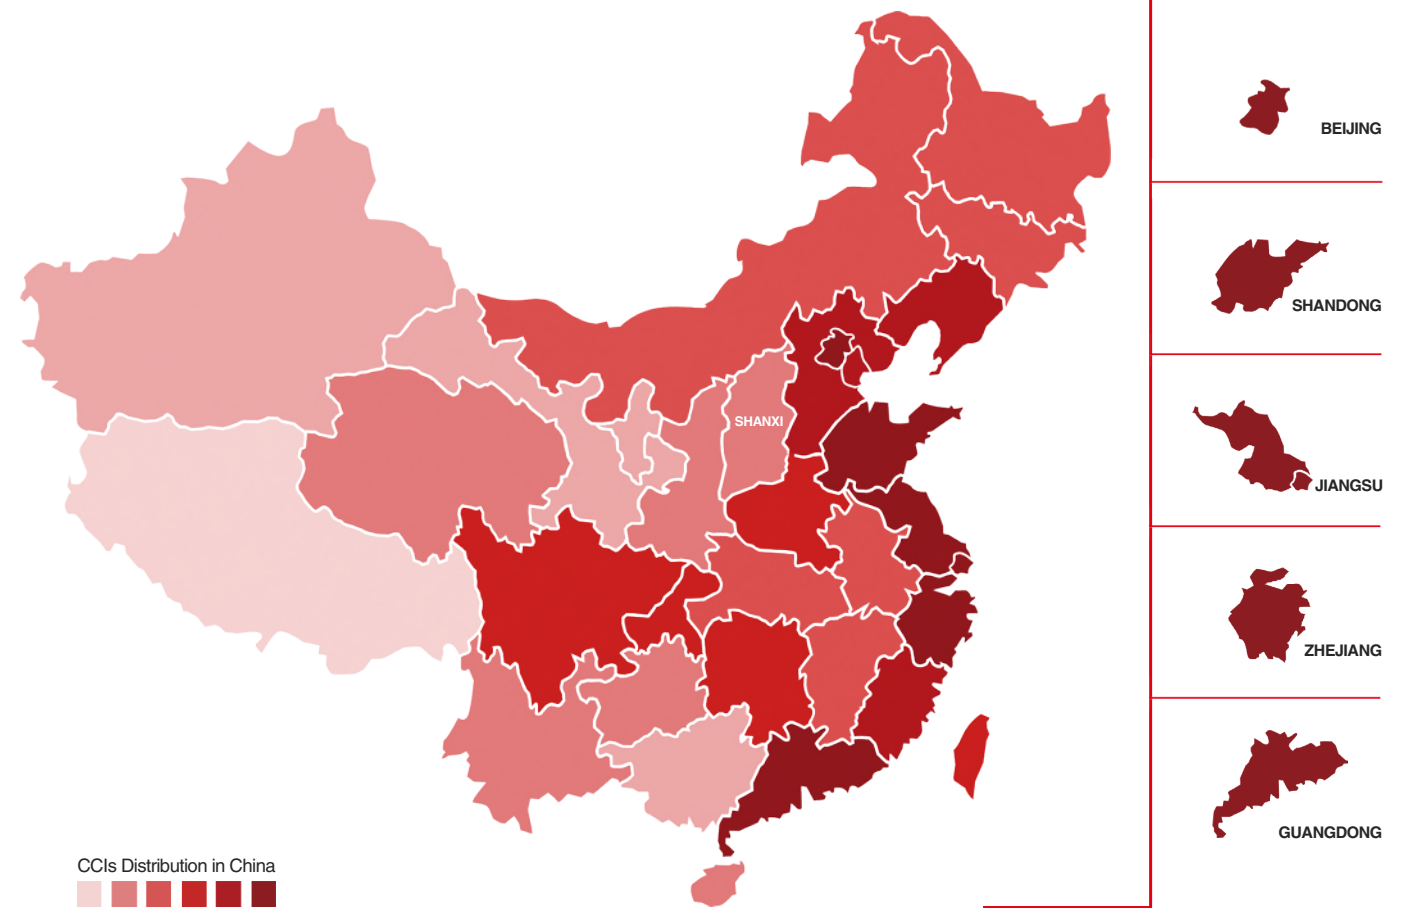 BEIJING
SHANDONG
SHANXI
JIANGSU
ZHEJIANG
GUANGDONG
CCIs Distribution in China